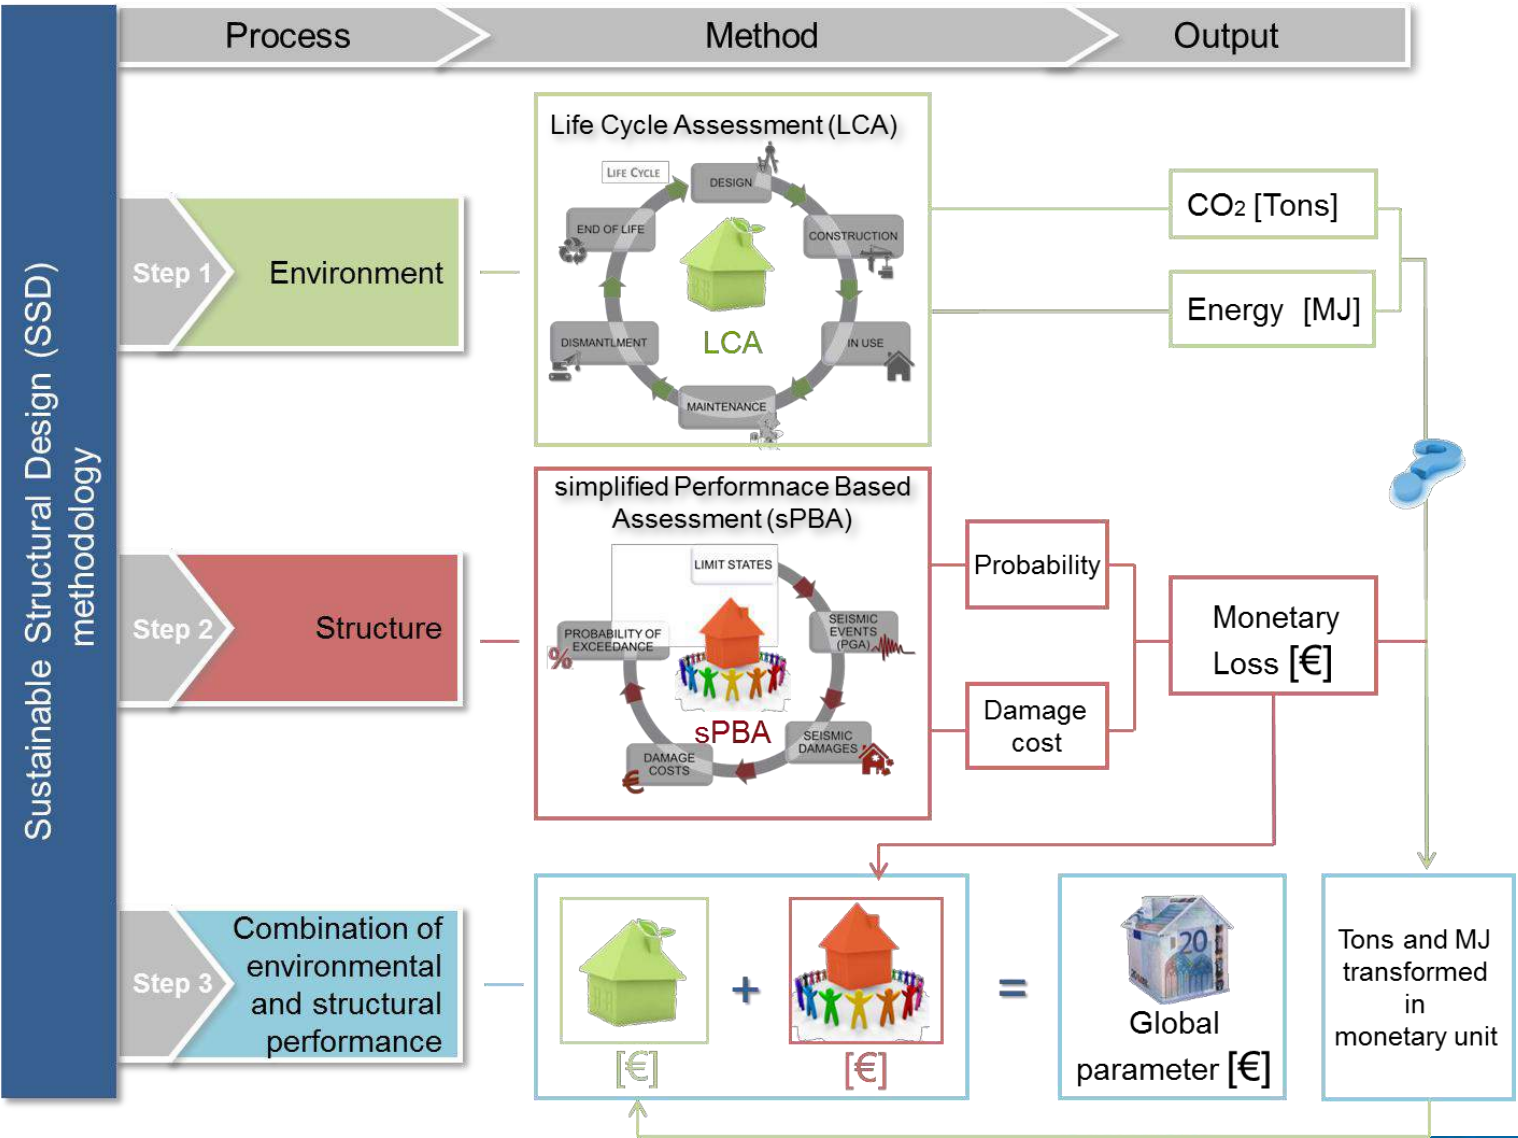 Process
Method
Output
Sustainable Structural Design (SSD)
methodology
Step 1
Environment
Life Cycle Assessment (LCA)
LIFE CYCLE
DESIGN
CONSTRUCTION
IN USE
MAINTENANCE
DISMANTLMENT
END OF LIFE
LCA
CO2 [Tons]
Energy [MJ]
?
Step 2
Structure
simplified Performnace Based
Assessment (sPBA)
LIMIT STATES
SEISMIC
EVENTS
(PGA)
SEISMIC
DAMAGES
DAMAGE
COSTS
€
PROBABILITY OF
EXCEEDANCE
%
sPBA
Probability
Damage
cost
Monetary
Loss [€]
Step 3
Combination of
environmental
and structural
performance
[€]
+
[€]
=
20
Global
parameter [€]
Tons and MJ
transformed
in
monetary unit